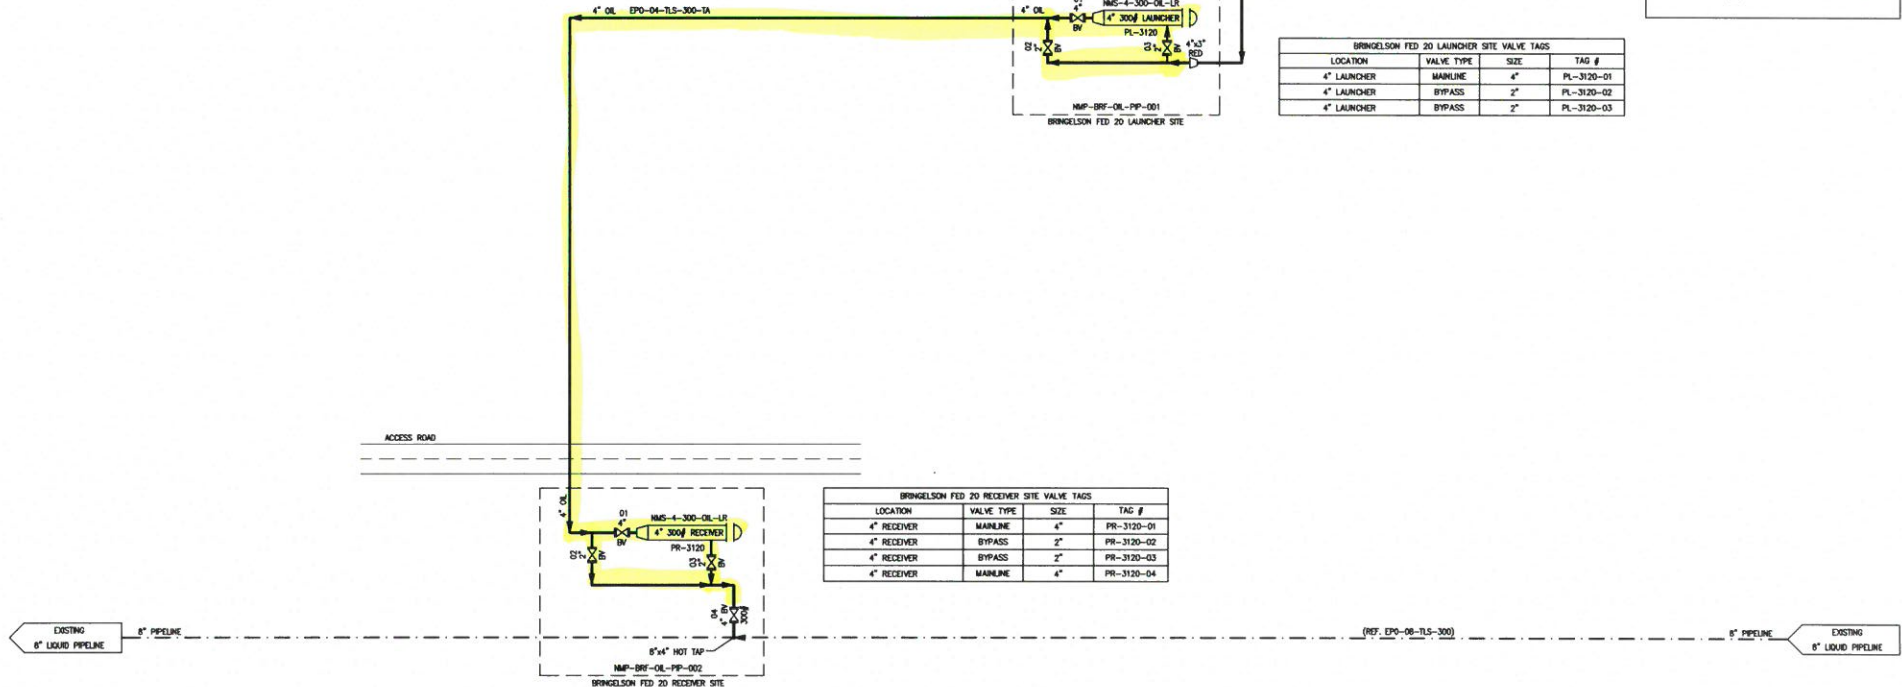 4" OIL EPO-04-TLS-300-TA
4" OIL
4"
BV
NMS-4-300-OIL-LR
4" 300# LAUNCHER
PL-3120
02
2"
BV
03
2"
BV
4"x3"
RED
NMP-BRF-OIL-PIP-001
BRINGELSON FED 20 LAUNCHER SITE
BRINGELSON FED 20 LAUNCHER SITE VALVE TAGS
LOCATION VALVE TYPE SIZE TAG #
4" LAUNCHER MAINLINE 4" PL-3120-01
4" LAUNCHER BYPASS 2" PL-3120-02
4" LAUNCHER BYPASS 2" PL-3120-03
ACCESS ROAD
4" OIL
01
4"
BV
NMS-4-300-OIL-LR
4" 300# RECEIVER
PR-3120
02
2"
BV
03
2"
BV
04
4" BV
300#
8"x4" HOT TAP
NMP-BRF-OIL-PIP-002
BRINGELSON FED 20 RECEIVER SITE
BRINGELSON FED 20 RECEIVER SITE VALVE TAGS
LOCATION VALVE TYPE SIZE TAG #
4" RECEIVER MAINLINE 4" PR-3120-01
4" RECEIVER BYPASS 2" PR-3120-02
4" RECEIVER BYPASS 2" PR-3120-03
4" RECEIVER MAINLINE 4" PR-3120-04
EXISTING
8" LIQUID PIPELINE
8" PIPELINE
(REF. EPO-08-TLS-300)
8" PIPELINE
EXISTING
8" LIQUID PIPELINE